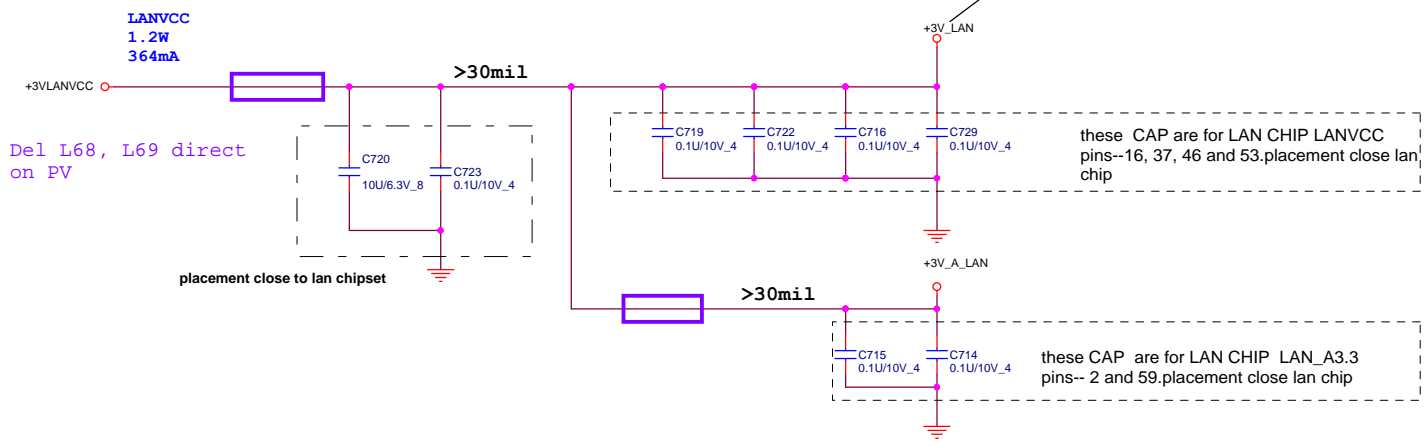 LANVCC
1.2W
364mA
+3V_LAN
+3VLANVCC
>30mil
Del L68, L69 direct
on PV
C720
10U/6.3V_8
C723
0.1U/10V_4
placement close to lan chipset
C719
0.1U/10V_4
C722
0.1U/10V_4
C716
0.1U/10V_4
C729
0.1U/10V_4
these CAP are for LAN CHIP LANVCC
pins--16, 37, 46 and 53.placement close lan
chip
+3V_A_LAN
>30mil
C715
0.1U/10V_4
C714
0.1U/10V_4
these CAP are for LAN CHIP LAN_A3.3
pins-- 2 and 59.placement close lan chip